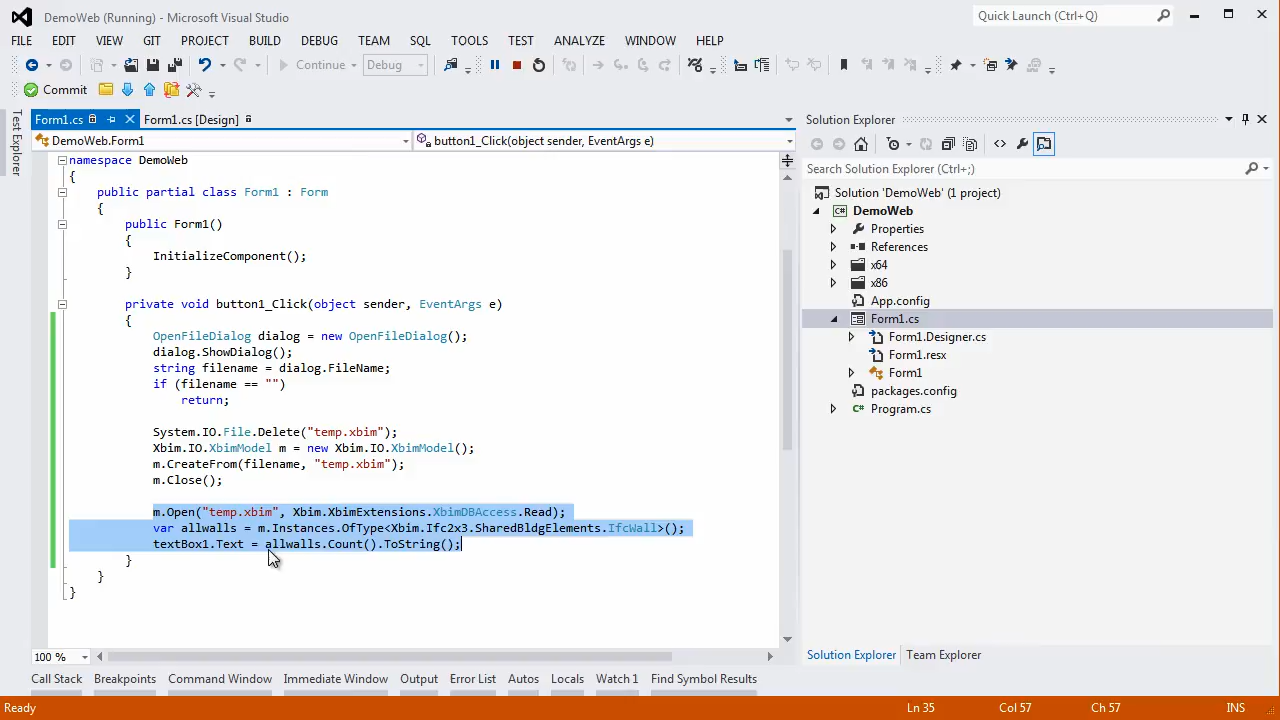 DemoWeb (Running) - Microsoft Visual Studio
Quick Launch (Ctrl+Q)
FILE EDIT VIEW GIT PROJECT BUILD DEBUG TEAM SQL TOOLS TEST ANALYZE WINDOW HELP
Continue Debug
Commit
Test Explorer
Form1.cs Form1.cs [Design]
DemoWeb.Form1 button1_Click(object sender, EventArgs e)
namespace DemoWeb
{
public partial class Form1 : Form
{
public Form1()
{
InitializeComponent();
}
private void button1_Click(object sender, EventArgs e)
{
OpenFileDialog dialog = new OpenFileDialog();
dialog.ShowDialog();
string filename = dialog.FileName;
if (filename == "")
return;
System.IO.File.Delete("temp.xbim");
Xbim.IO.XbimModel m = new Xbim.IO.XbimModel();
m.CreateFrom(filename, "temp.xbim");
m.Close();
m.Open("temp.xbim", Xbim.XbimExtensions.XbimDBAccess.Read);
var allwalls = m.Instances.OfType<Xbim.Ifc2x3.SharedBldgElements.IfcWall>();
textBox1.Text = allwalls.Count().ToString();
}
}
}
100 %
Solution Explorer
Search Solution Explorer (Ctrl+;)
Solution 'DemoWeb' (1 project)
C# DemoWeb
Properties
References
x64
x86
App.config
Form1.cs
Form1.Designer.cs
Form1.resx
Form1
packages.config
Program.cs
Solution Explorer Team Explorer
Call Stack Breakpoints Command Window Immediate Window Output Error List Autos Locals Watch 1 Find Symbol Results
Ready Ln 35 Col 57 Ch 57 INS